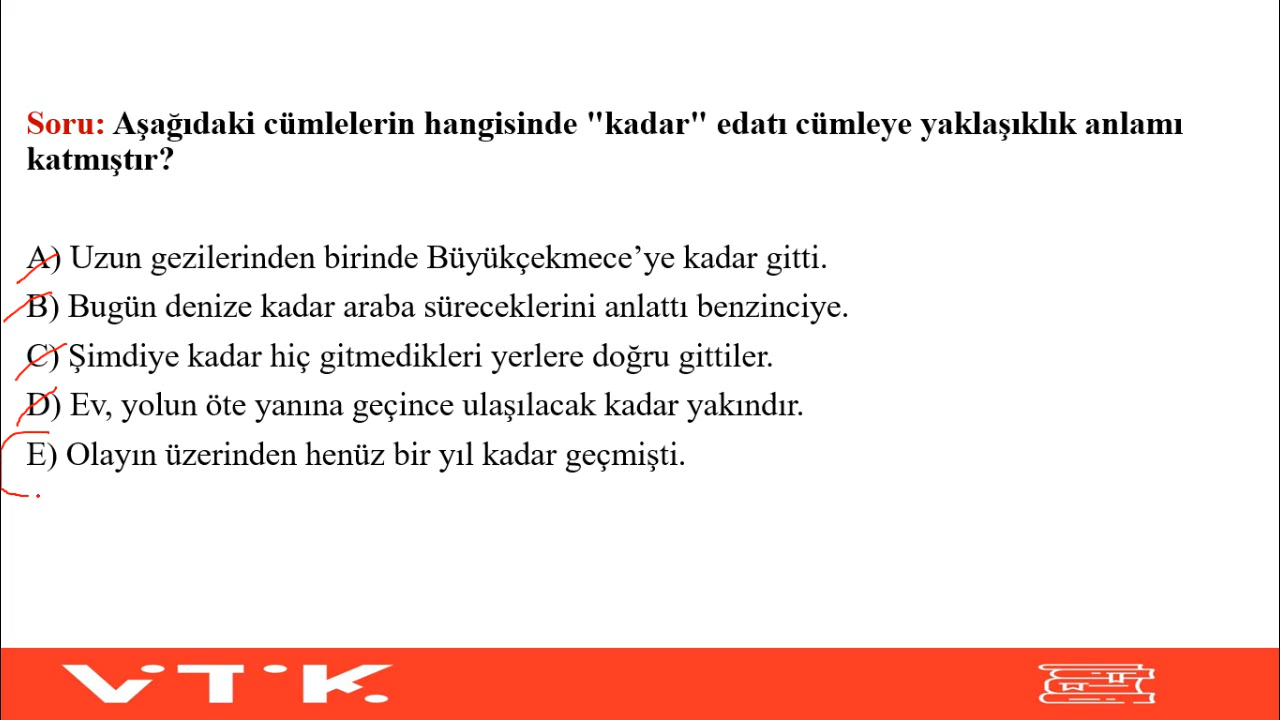 Soru: Aşağıdaki cümlelerin hangisinde "kadar" edatı cümleye yaklaşıklık anlamı
katmıştır?
A) Uzun gezilerinden birinde Büyükçekmece’ye kadar gitti.
B) Bugün denize kadar araba süreceklerini anlattı benzinciye.
C) Şimdiye kadar hiç gitmedikleri yerlere doğru gittiler.
D) Ev, yolun öte yanına geçince ulaşılacak kadar yakındır.
E) Olayın üzerinden henüz bir yıl kadar geçmişti.
VTK